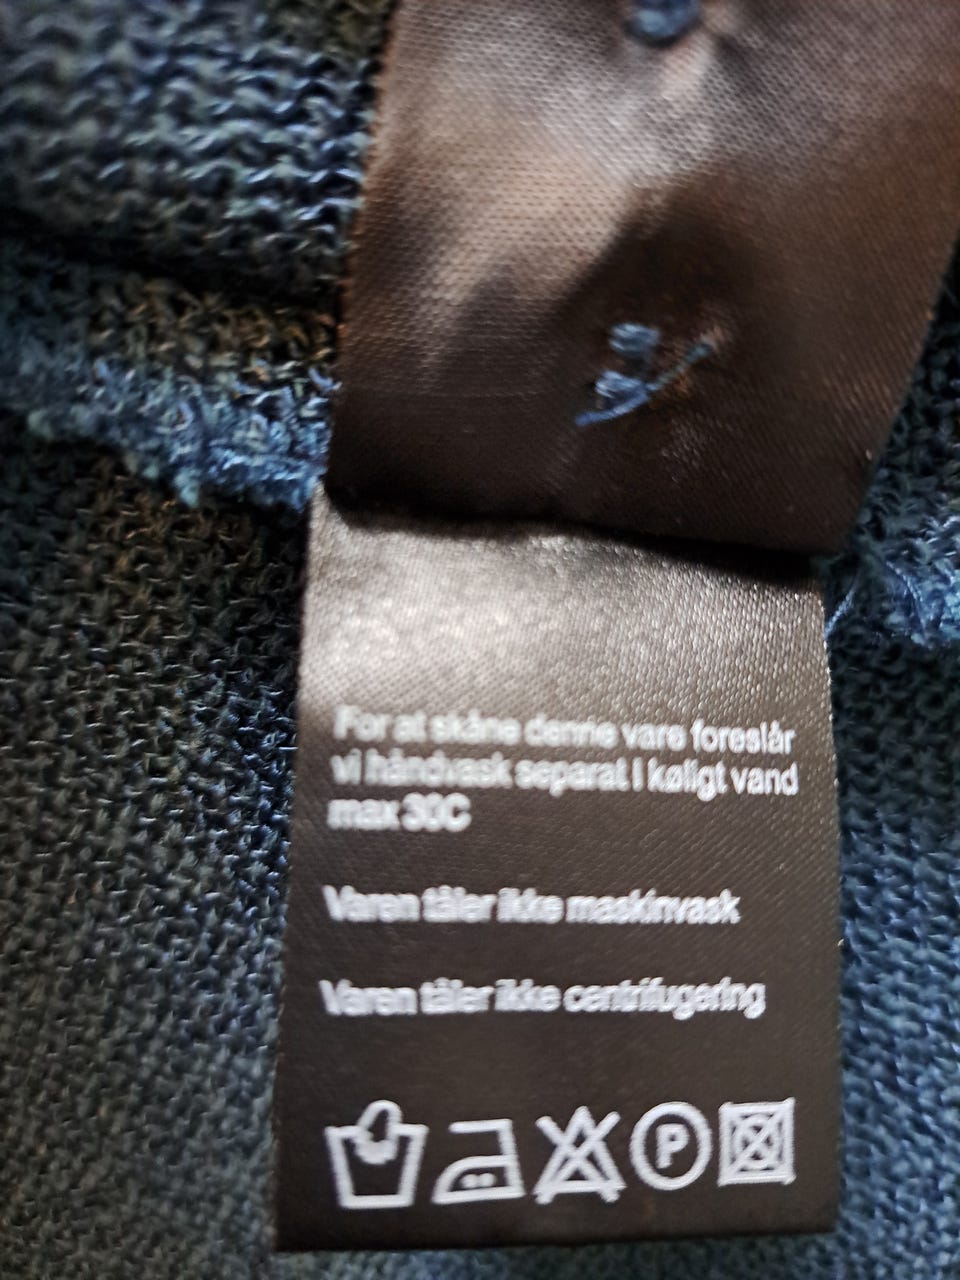 For at skåne denne vare foreslår
vi håndvask separat i køligt vand
max 30C
Varen tåler ikke maskinvask
Varen tåler ikke centrifugering
P